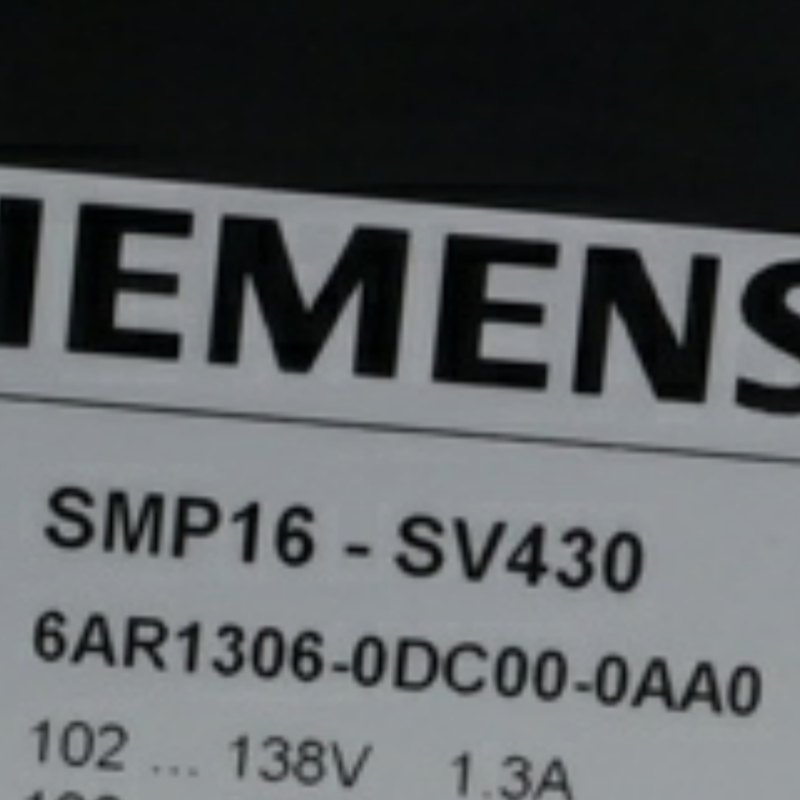 IEMENS
SMP16 - SV430
6AR1306-0DC00-0AA0
102 ... 138V 1.3A